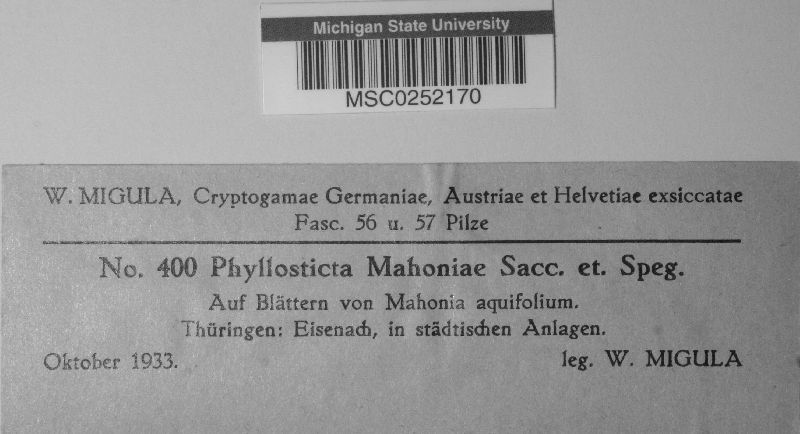 Michigan State University
MSC0252170
W. MIGULA, Cryptogamae Germaniae, Austriae et Helvetiae exsiccatae
Fasc. 56 u. 57 Pilze
No. 400 Phyllosticta Mahoniae Sacc. et. Speg.
Auf Blättern von Mahonia aquifolium.
Thüringen: Eisenach, in städtischen Anlagen.
Oktober 1933. leg. W. MIGULA